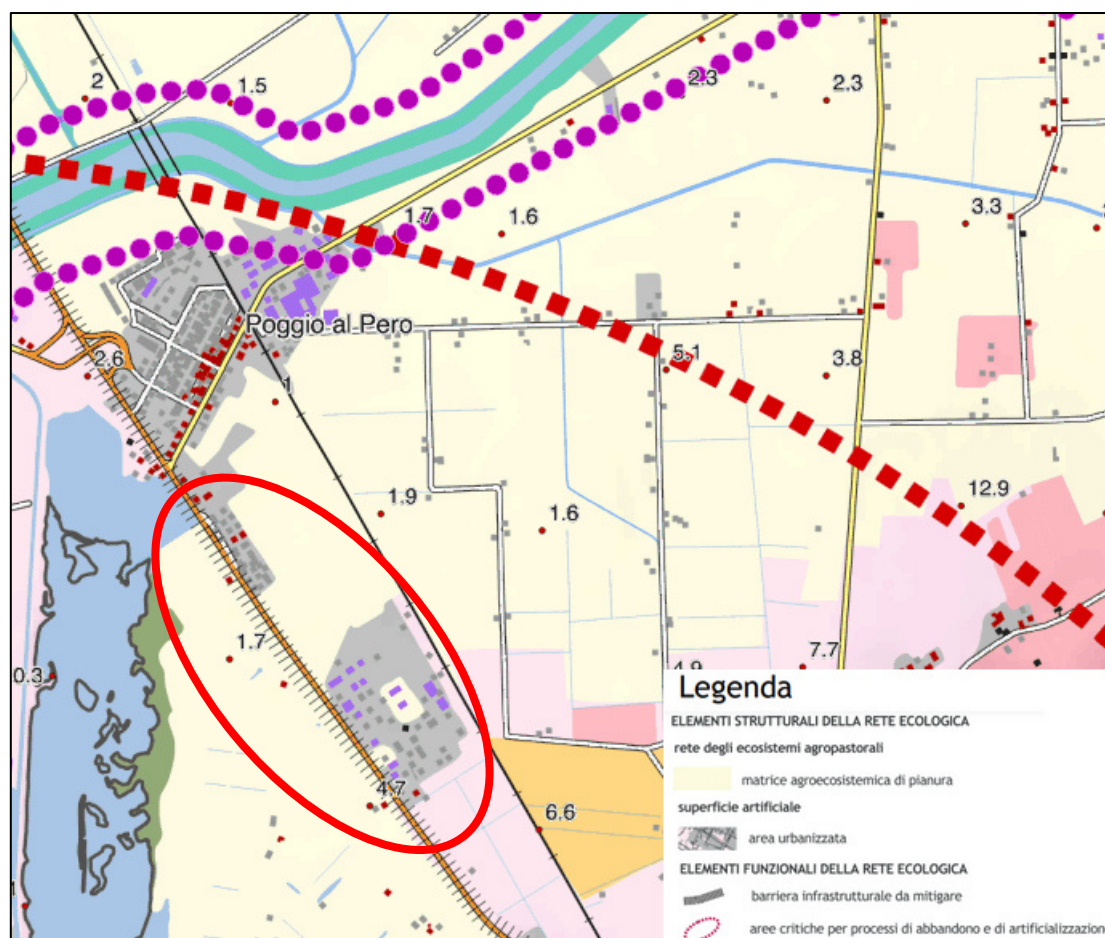 2
1.5
2.3
2.3
1.7
1.6
3.3
Poggio al Pero
2.6
1
5.1
3.8
1.9
1.6
12.9
1.7
0.3
4.9
7.7
4.7
6.6
Legenda
ELEMENTI STRUTTURALI DELLA RETE ECOLOGICA
rete degli ecosistemi agropastorali
matrice agroecosistemica di pianura
superficie artificiale
area urbanizzata
ELEMENTI FUNZIONALI DELLA RETE ECOLOGICA
barriera infrastrutturale da mitigare
aree critiche per processi di abbandono e di artificializzazion